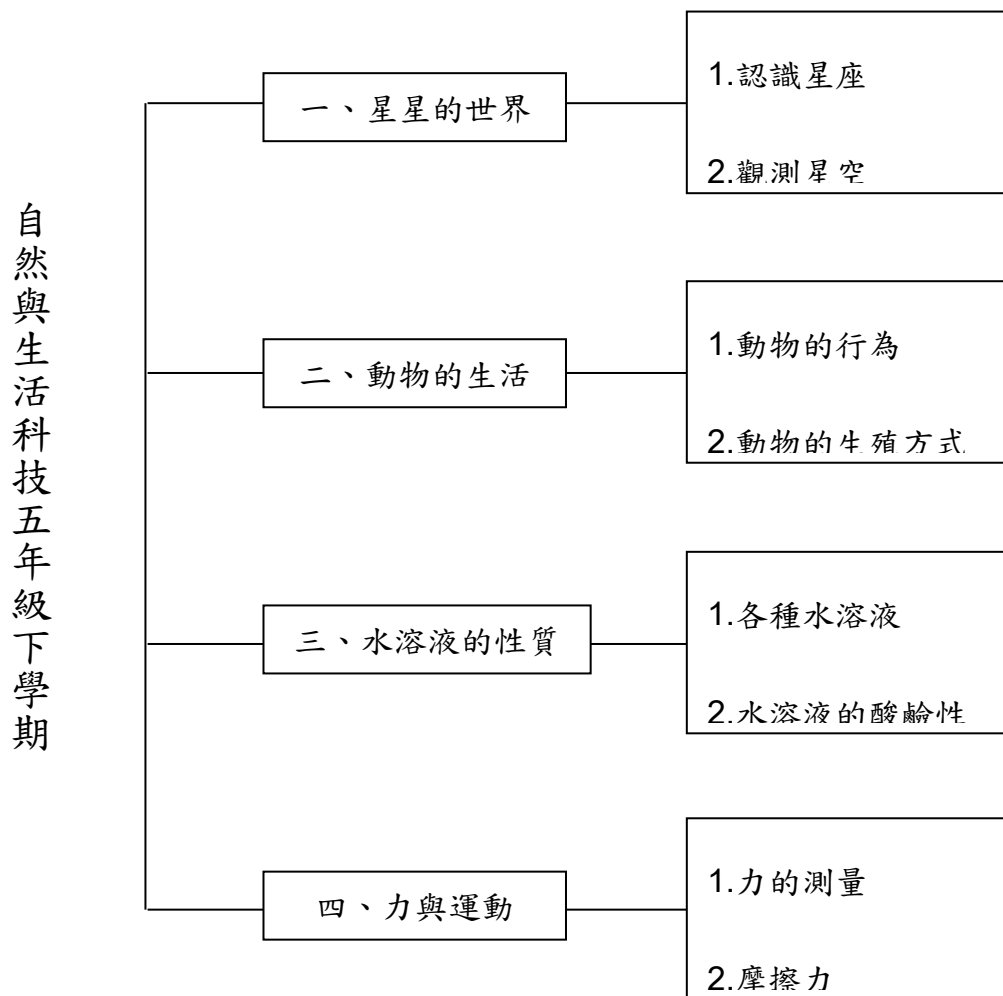 自然與生活科技五年級下學期
一、星星的世界
1.認識星座
2.觀測星空
二、動物的生活
1.動物的行為
2.動物的生殖方式
三、水溶液的性質
1.各種水溶液
2.水溶液的酸鹼性
四、力與運動
1.力的測量
2.摩擦力